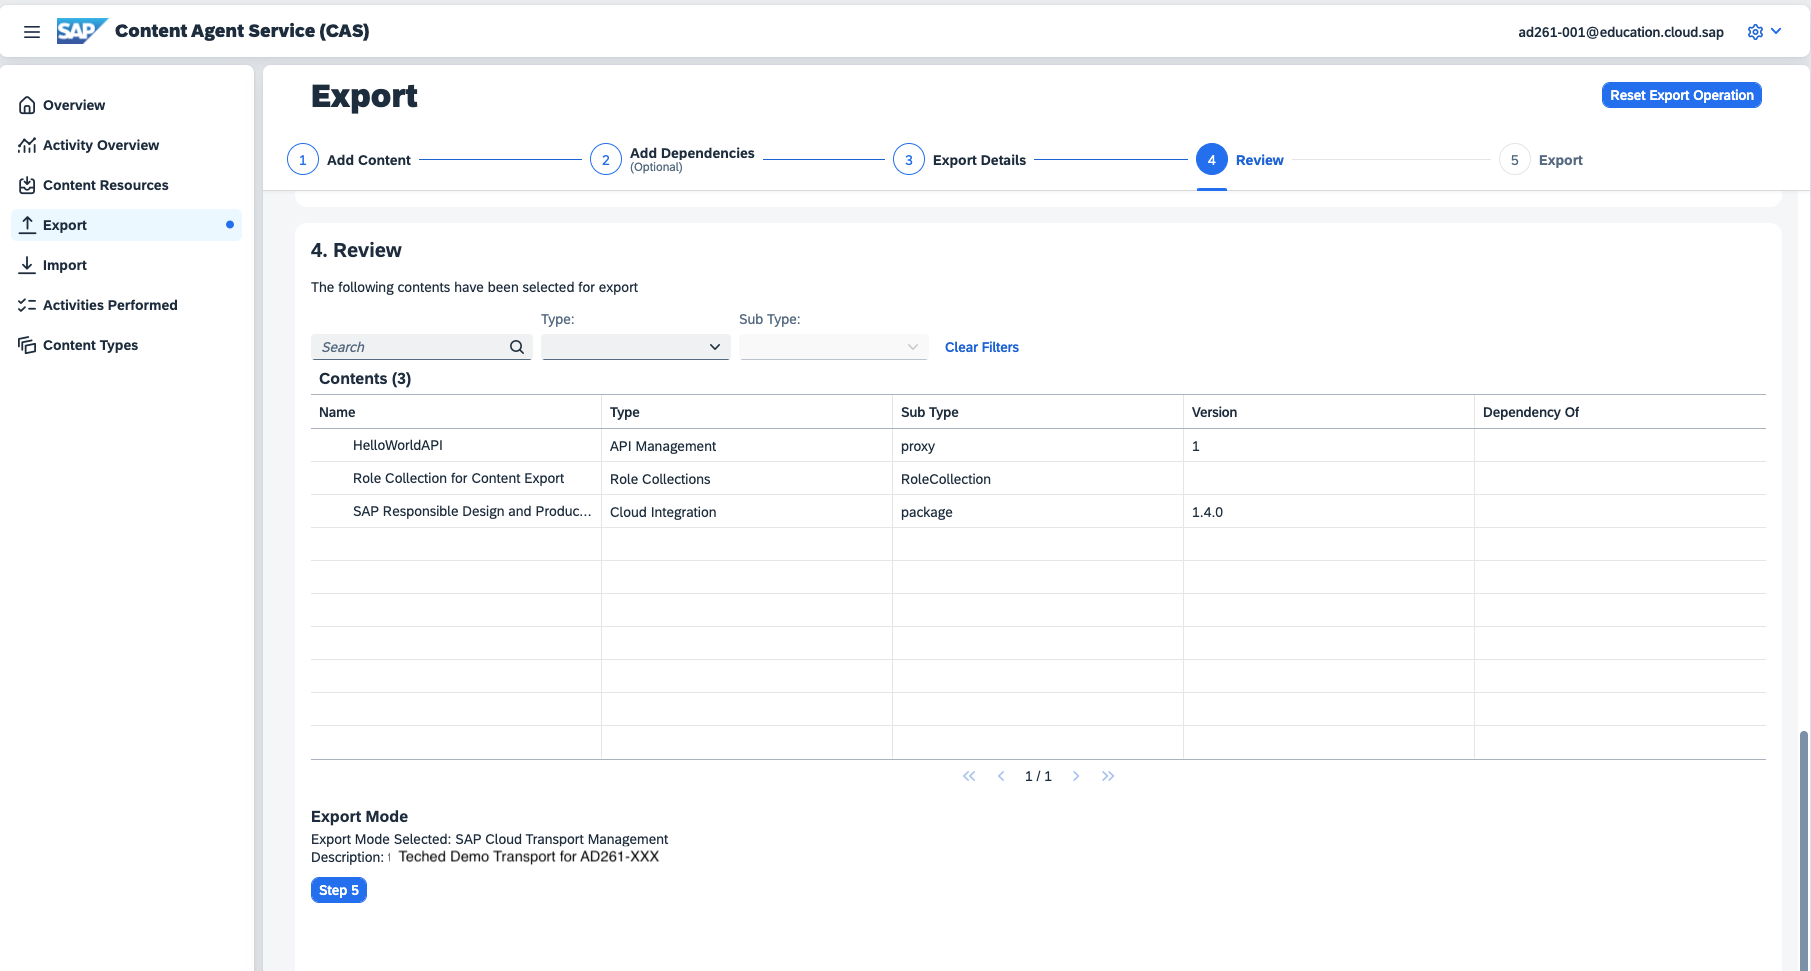 SAP Content Agent Service (CAS)
ad261-001@education.cloud.sap
Overview
Activity Overview
Content Resources
Export
Import
Activities Performed
Content Types
Export
Reset Export Operation
1 Add Content
2 Add Dependencies
(Optional)
3 Export Details
4 Review
5 Export
4. Review
The following contents have been selected for export
Type:
Sub Type:
Search
Clear Filters
Contents (3)
Name Type Sub Type Version Dependency Of
HelloWorldAPI API Management proxy 1
Role Collection for Content Export Role Collections RoleCollection
SAP Responsible Design and Produc... Cloud Integration package 1.4.0
1 / 1
Export Mode
Export Mode Selected: SAP Cloud Transport Management
Description: Teched Demo Transport for AD261-XXX
Step 5